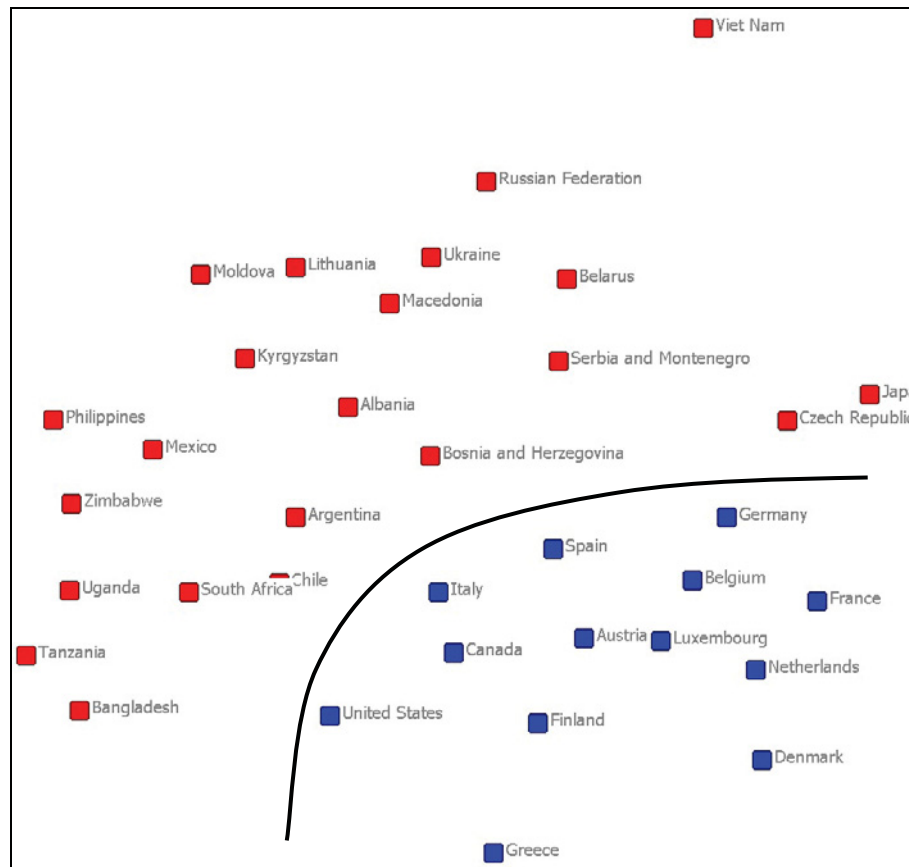 Viet Nam
Russian Federation
Ukraine
Lithuania
Moldova
Belarus
Macedonia
Kyrgyzstan
Serbia and Montenegro
Japa
Albania
Philippines
Czech Republic
Mexico
Bosnia and Herzegovina
Zimbabwe
Argentina
Germany
Spain
Chile
Belgium
Uganda
South Africa
Italy
France
Austria
Luxembourg
Canada
Tanzania
Netherlands
Bangladesh
United States
Finland
Denmark
Greece